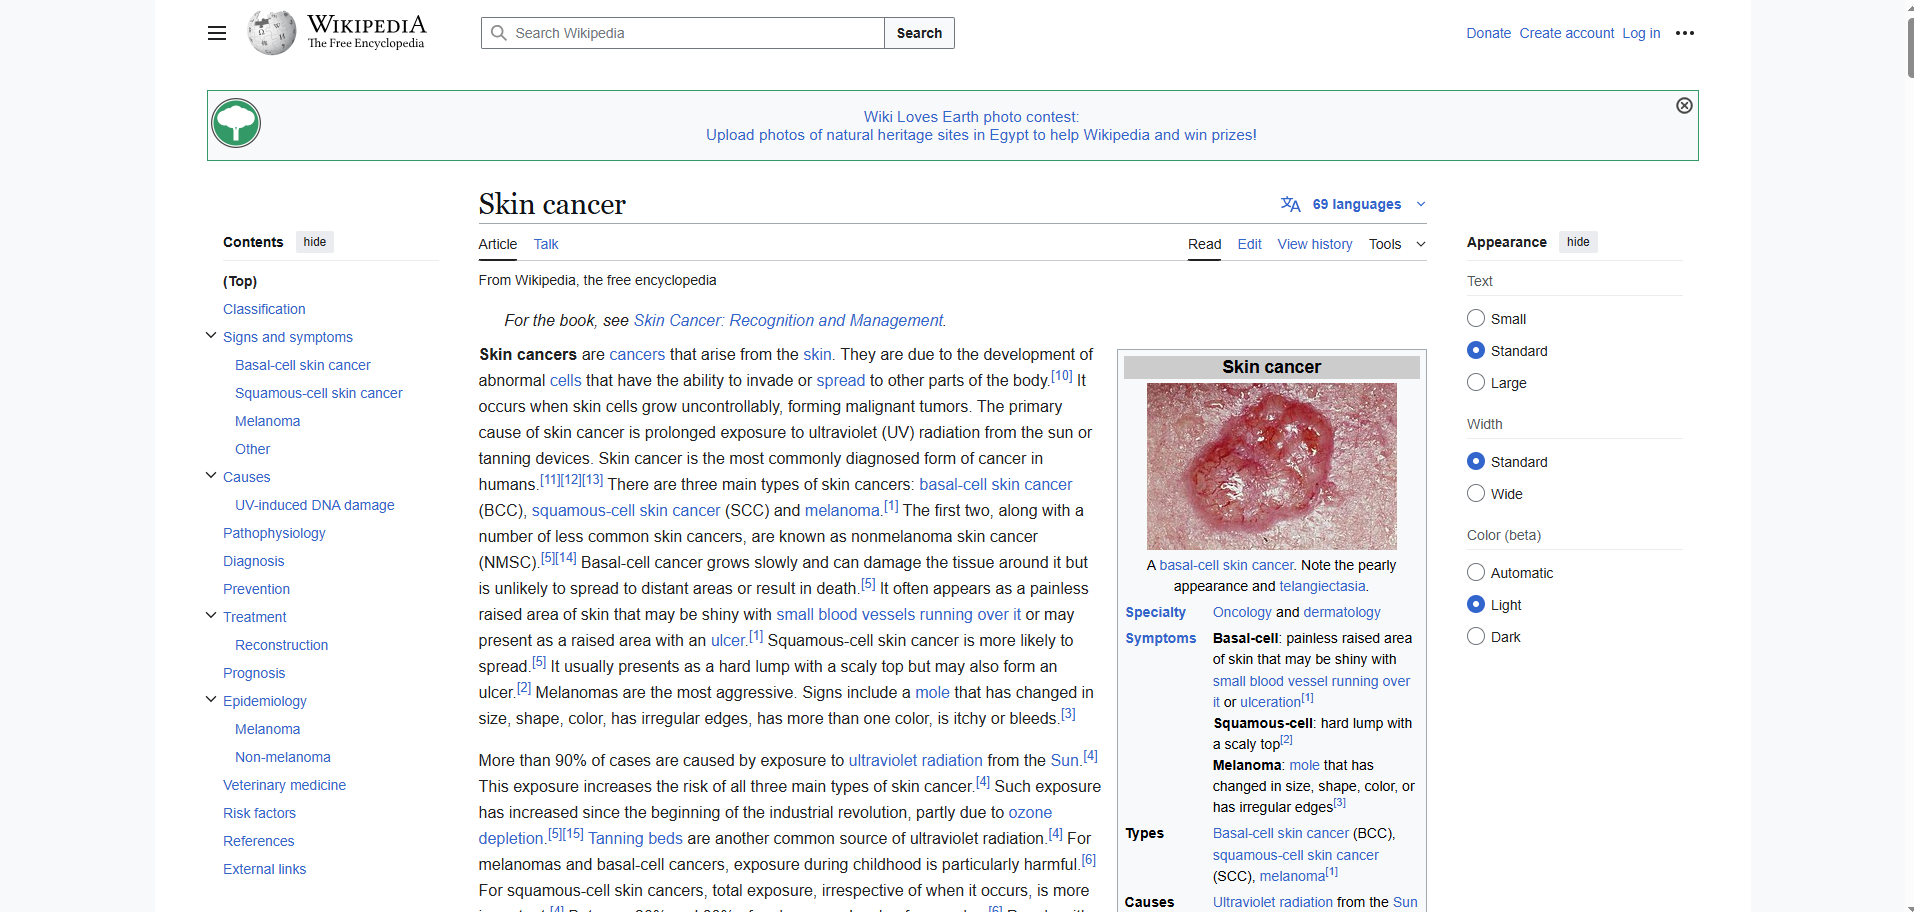 WIKIPEDIA
The Free Encyclopedia
Search Wikipedia
Search
Donate
Create account
Log in
Wiki Loves Earth photo contest:
Upload photos of natural heritage sites in Egypt to help Wikipedia and win prizes!
Contents
hide
(Top)
Classification
Signs and symptoms
Basal-cell skin cancer
Squamous-cell skin cancer
Melanoma
Other
Causes
UV-induced DNA damage
Pathophysiology
Diagnosis
Prevention
Treatment
Reconstruction
Prognosis
Epidemiology
Melanoma
Non-melanoma
Veterinary medicine
Risk factors
References
External links
Skin cancer
69 languages
Article
Talk
Read
Edit
View history
Tools
From Wikipedia, the free encyclopedia
For the book, see Skin Cancer: Recognition and Management.
Skin cancers are cancers that arise from the skin. They are due to the development of
abnormal cells that have the ability to invade or spread to other parts of the body.[10] It
occurs when skin cells grow uncontrollably, forming malignant tumors. The primary
cause of skin cancer is prolonged exposure to ultraviolet (UV) radiation from the sun or
tanning devices. Skin cancer is the most commonly diagnosed form of cancer in
humans.[11][12][13] There are three main types of skin cancers: basal-cell skin cancer
(BCC), squamous-cell skin cancer (SCC) and melanoma.[1] The first two, along with a
number of less common skin cancers, are known as nonmelanoma skin cancer
(NMSC).[5][14] Basal-cell cancer grows slowly and can damage the tissue around it but
is unlikely to spread to distant areas or result in death.[5] It often appears as a painless
raised area of skin that may be shiny with small blood vessels running over it or may
present as a raised area with an ulcer.[1] Squamous-cell skin cancer is more likely to
spread.[5] It usually presents as a hard lump with a scaly top but may also form an
ulcer.[2] Melanomas are the most aggressive. Signs include a mole that has changed in
size, shape, color, has irregular edges, has more than one color, is itchy or bleeds.[3]
More than 90% of cases are caused by exposure to ultraviolet radiation from the Sun.[4]
This exposure increases the risk of all three main types of skin cancer.[4] Such exposure
has increased since the beginning of the industrial revolution, partly due to ozone
depletion.[5][15] Tanning beds are another common source of ultraviolet radiation.[4] For
melanomas and basal-cell cancers, exposure during childhood is particularly harmful.[6]
For squamous-cell skin cancers, total exposure, irrespective of when it occurs, is more
Skin cancer
A basal-cell skin cancer. Note the pearly
appearance and telangiectasia.
Specialty
Oncology and dermatology
Symptoms
Basal-cell: painless raised area
of skin that may be shiny with
small blood vessel running over
it or ulceration[1]
Squamous-cell: hard lump with
a scaly top[2]
Melanoma: mole that has
changed in size, shape, color, or
has irregular edges[3]
Types
Basal-cell skin cancer (BCC),
squamous-cell skin cancer
(SCC), melanoma[1]
Causes
Ultraviolet radiation from the Sun
Appearance
hide
Text
Small
Standard
Large
Width
Standard
Wide
Color (beta)
Automatic
Light
Dark